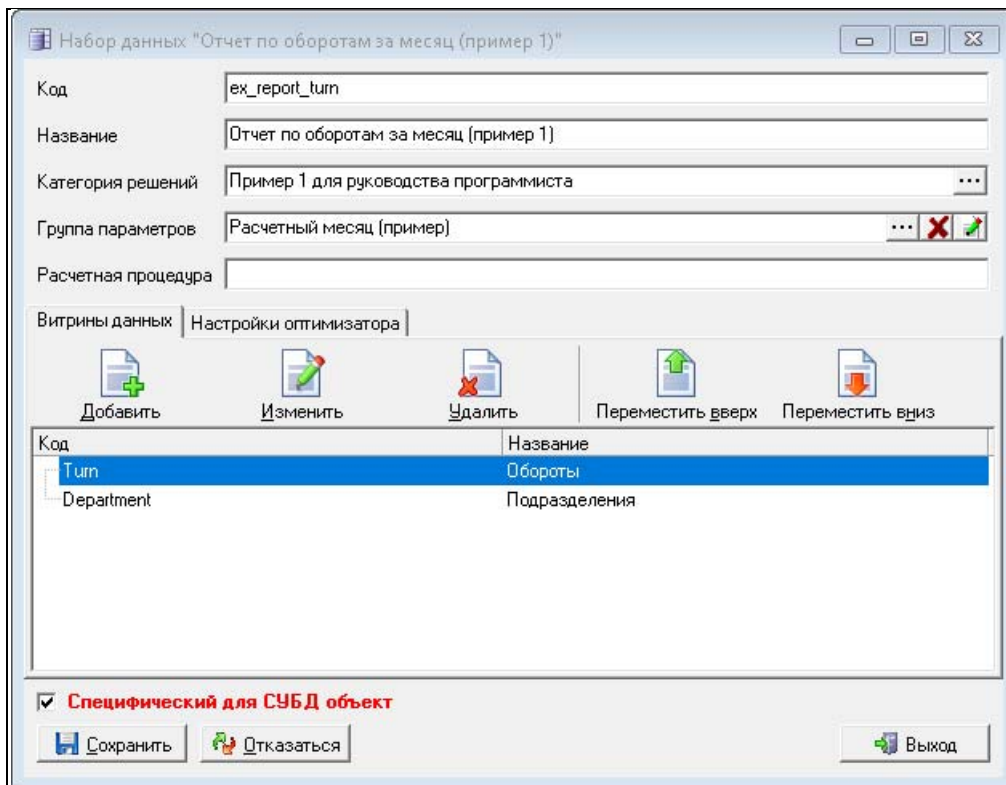 Набор данных "Отчет по оборотам за месяц (пример 1)"
Код ex_report_turn
Название Отчет по оборотам за месяц (пример 1)
Категория решений Пример 1 для руководства программиста ...
Группа параметров Расчетный месяц (пример) ...
Расчетная процедура
Витрины данных Настройки оптимизатора
Добавить Изменить Удалить Переместить вверх Переместить вниз
Код Название
Turn Обороты
Department Подразделения
Специфический для СУБД объект
Сохранить Отказаться Выход